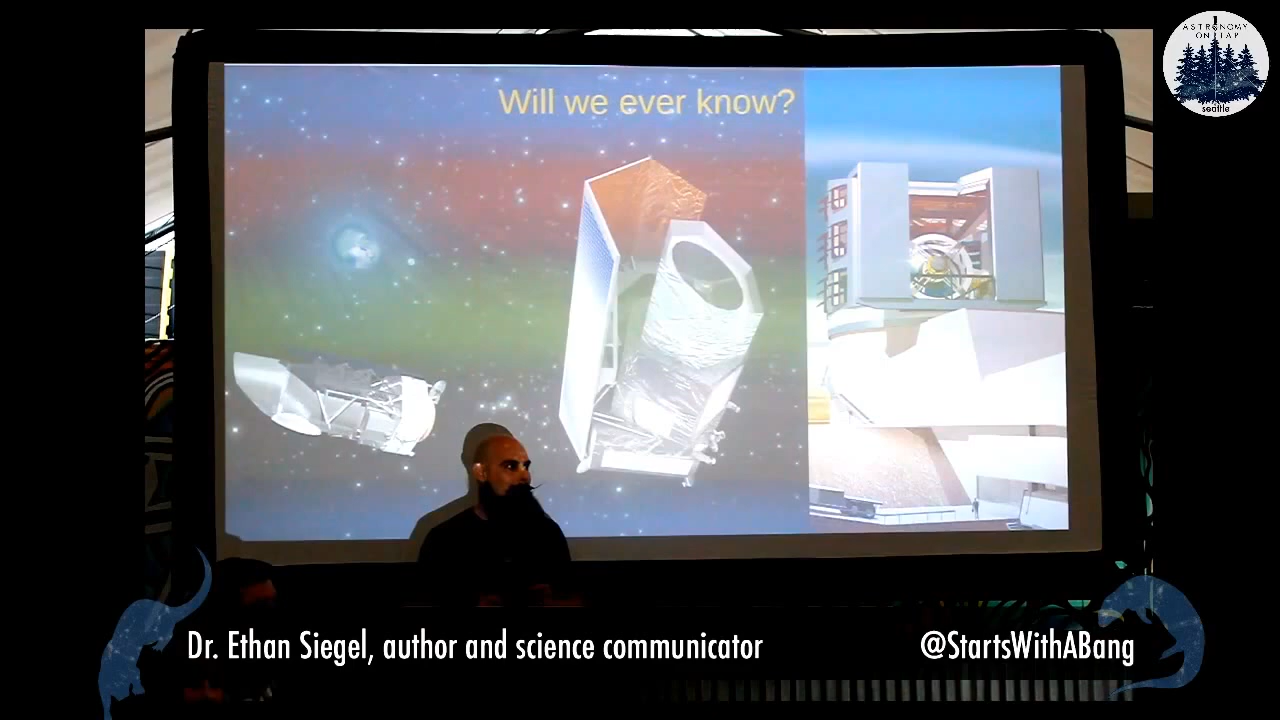 Will we ever know?
ASTRONOMY
ON TAP
seattle
Dr. Ethan Siegel, author and science communicator
@StartsWithABang